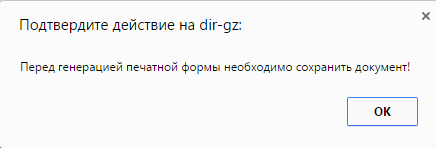 Подтвердите действие на dir-gz:
Перед генерацией печатной формы необходимо сохранить документ!
OK